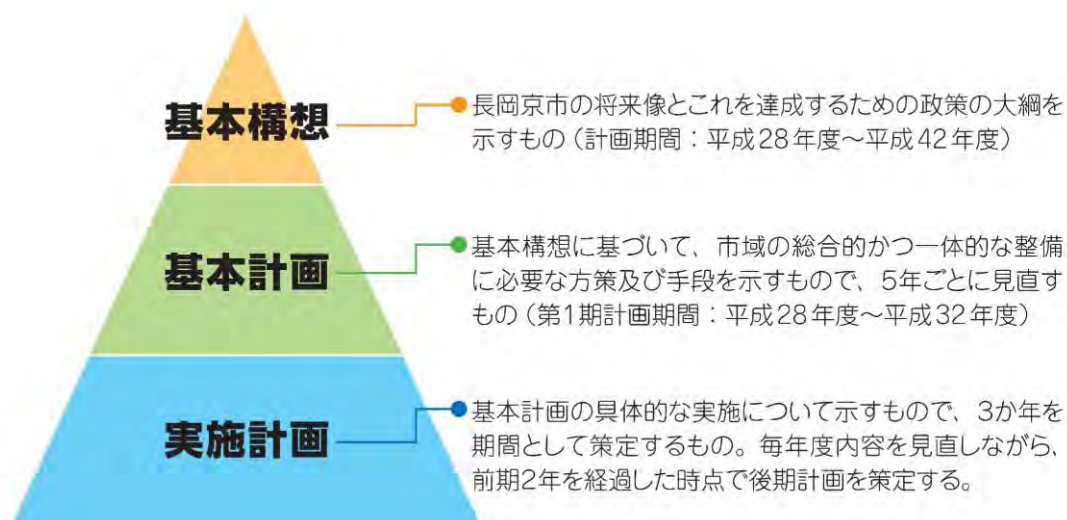 基本構想
長岡京市の将来像とこれを達成するための政策の大綱を
示すもの（計画期間：平成28年度～平成42年度）
基本計画
基本構想に基づいて、市域の総合的かつ一体的な整備
に必要な方策及び手段を示すもので、5年ごとに見直す
もの（第1期計画期間：平成28年度～平成32年度）
実施計画
基本計画の具体的な実施について示すもので、3か年を
期間として策定するもの。毎年度内容を見直しながら、
前期2年を経過した時点で後期計画を策定する。